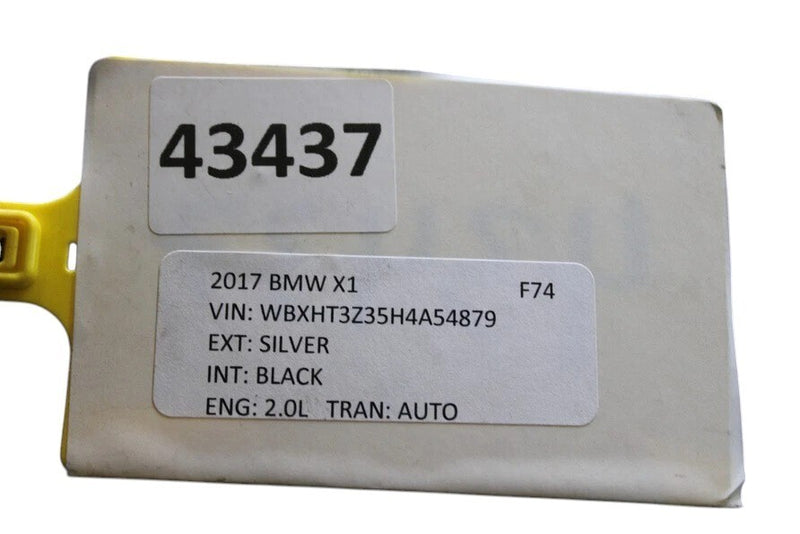 43437
2017 BMW X1 F74
VIN: WBXHT3Z35H4A54879
EXT: SILVER
INT: BLACK
ENG: 2.0L TRAN: AUTO